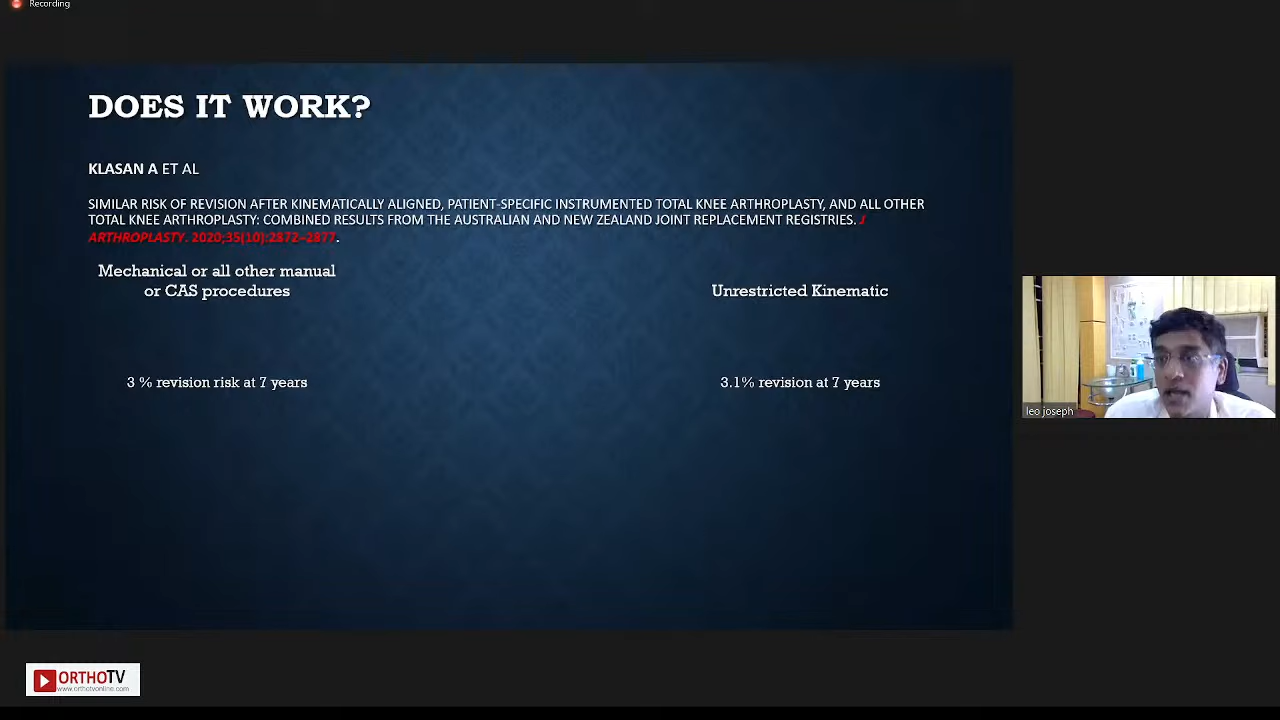 Recording
DOES IT WORK?
KLASAN A ET AL
SIMILAR RISK OF REVISION AFTER KINEMATICALLY ALIGNED, PATIENT-SPECIFIC INSTRUMENTED TOTAL KNEE ARTHROPLASTY, AND ALL OTHER
TOTAL KNEE ARTHROPLASTY: COMBINED RESULTS FROM THE AUSTRALIAN AND NEW ZEALAND JOINT REPLACEMENT REGISTRIES. J
ARTHROPLASTY. 2020;35(10):2872–2877.
Mechanical or all other manual
or CAS procedures
Unrestricted Kinematic
3 % revision risk at 7 years
3.1% revision at 7 years
leo joseph
ORTHOTV
www.orthotvonline.com